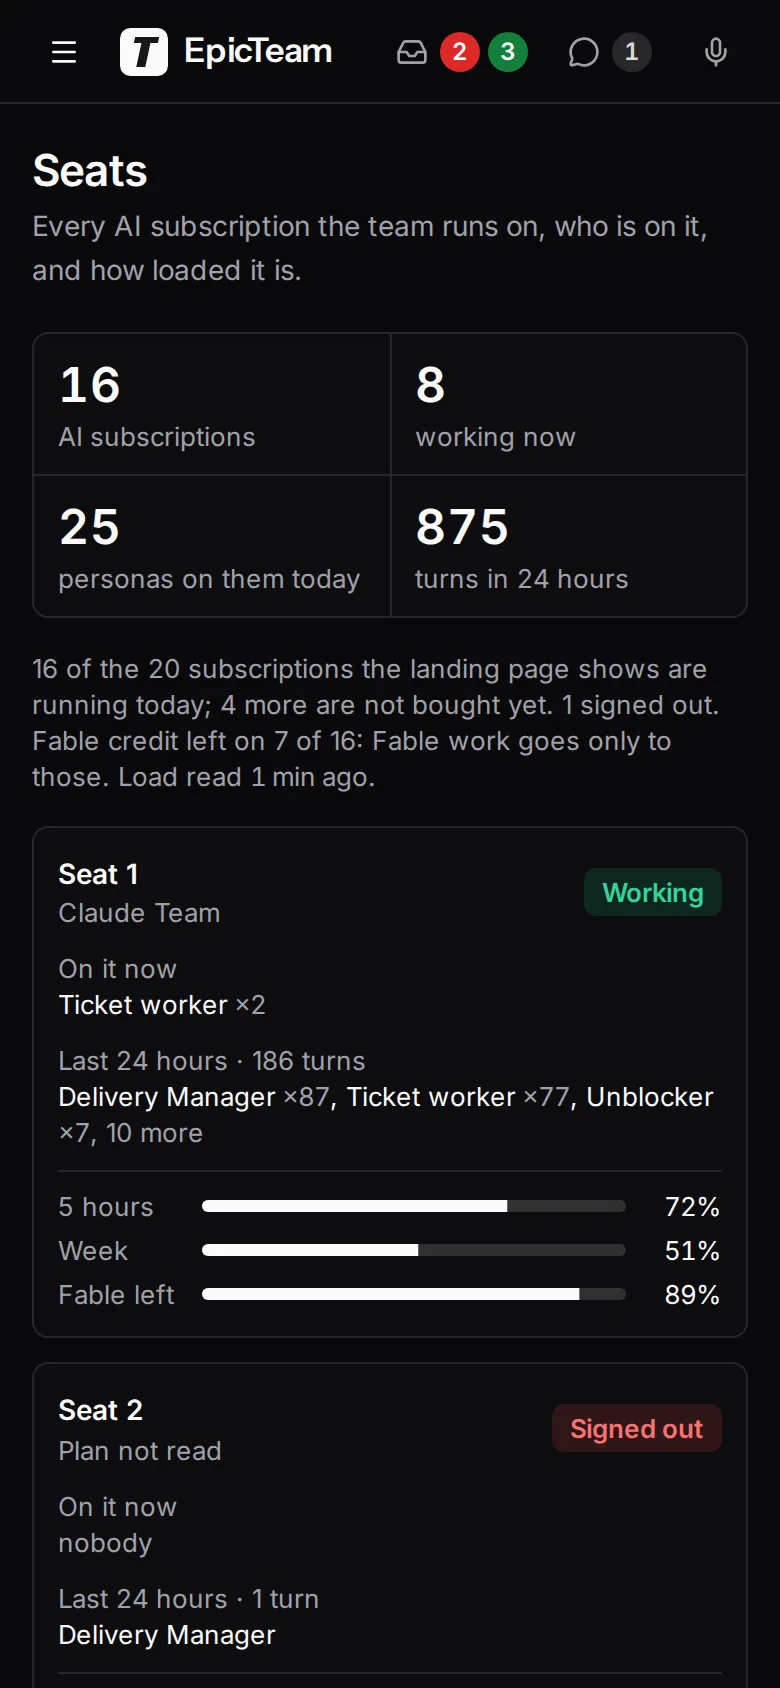 EpicTeam
2
3
1
Seats
Every AI subscription the team runs on, who is on it,
and how loaded it is.
16
AI subscriptions
8
working now
25
personas on them today
875
turns in 24 hours
16 of the 20 subscriptions the landing page shows are
running today; 4 more are not bought yet. 1 signed out.
Fable credit left on 7 of 16: Fable work goes only to
those. Load read 1 min ago.
Seat 1
Claude Team
Working
On it now
Ticket worker ×2
Last 24 hours · 186 turns
Delivery Manager ×87, Ticket worker ×77, Unblocker
×7, 10 more
5 hours 72%
Week 51%
Fable left 89%
Seat 2
Plan not read
Signed out
On it now
nobody
Last 24 hours · 1 turn
Delivery Manager